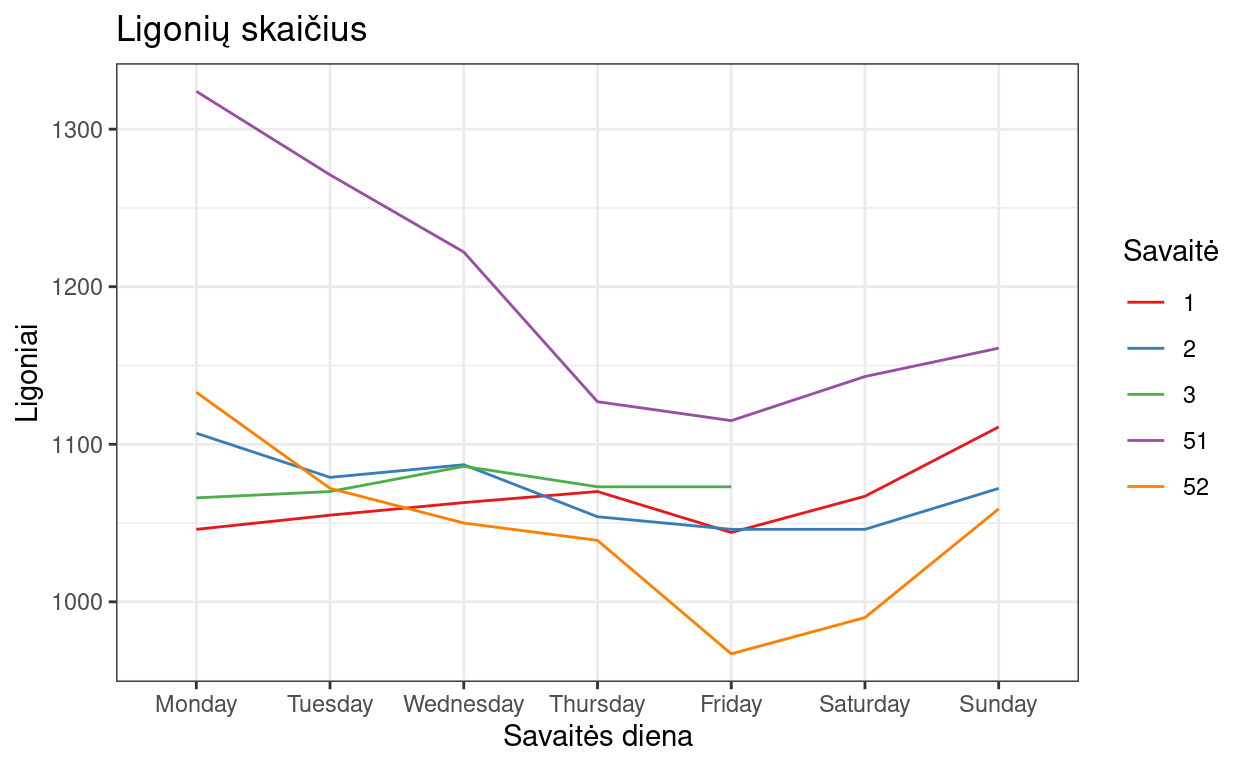 Ligonių skaičius
Ligoniai
1300
1200
1100
1000
Monday Tuesday Wednesday Thursday Friday Saturday Sunday
Savaitės diena
Savaitė
1
2
3
51
52